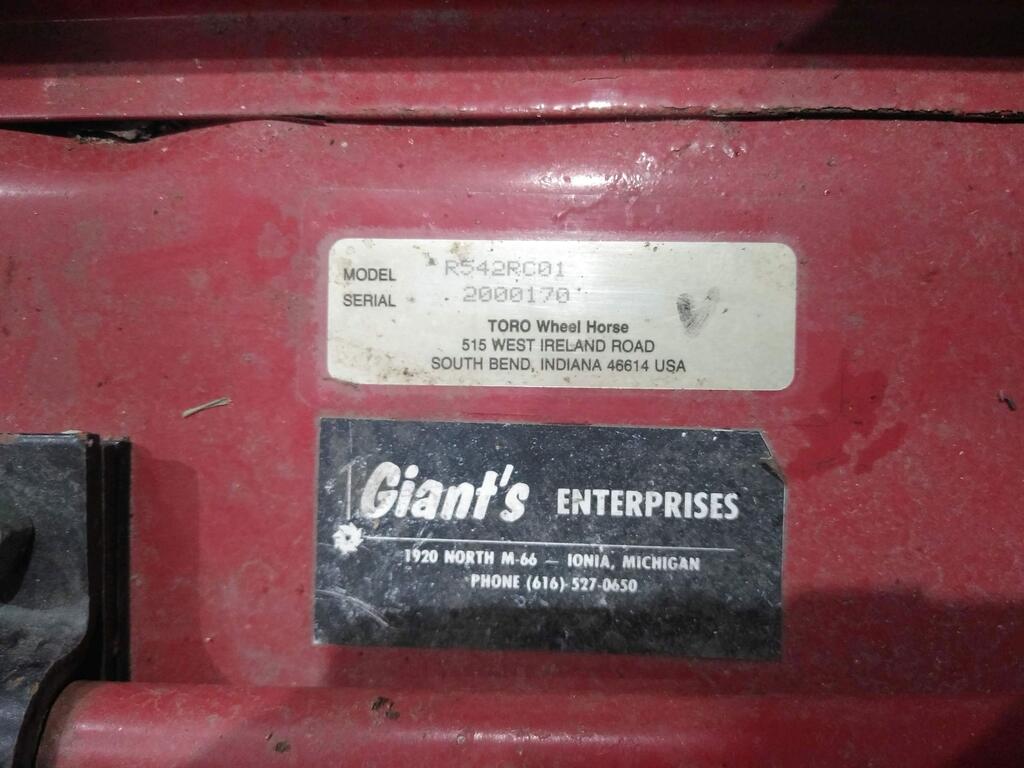 MODEL R542RC01
SERIAL 2000170
TORO Wheel Horse
515 WEST IRELAND ROAD
SOUTH BEND, INDIANA 46614 USA
Giant's ENTERPRISES
1920 NORTH M-66 — IONIA, MICHIGAN
PHONE (616) 527-0650